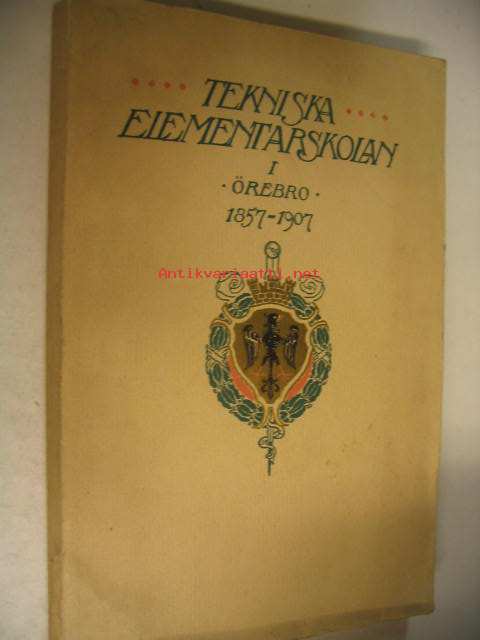 TEKNISKA
ELEMENTARSKOLAN
I
· ÖREBRO ·
1857-1907
Antikvariaatti.net